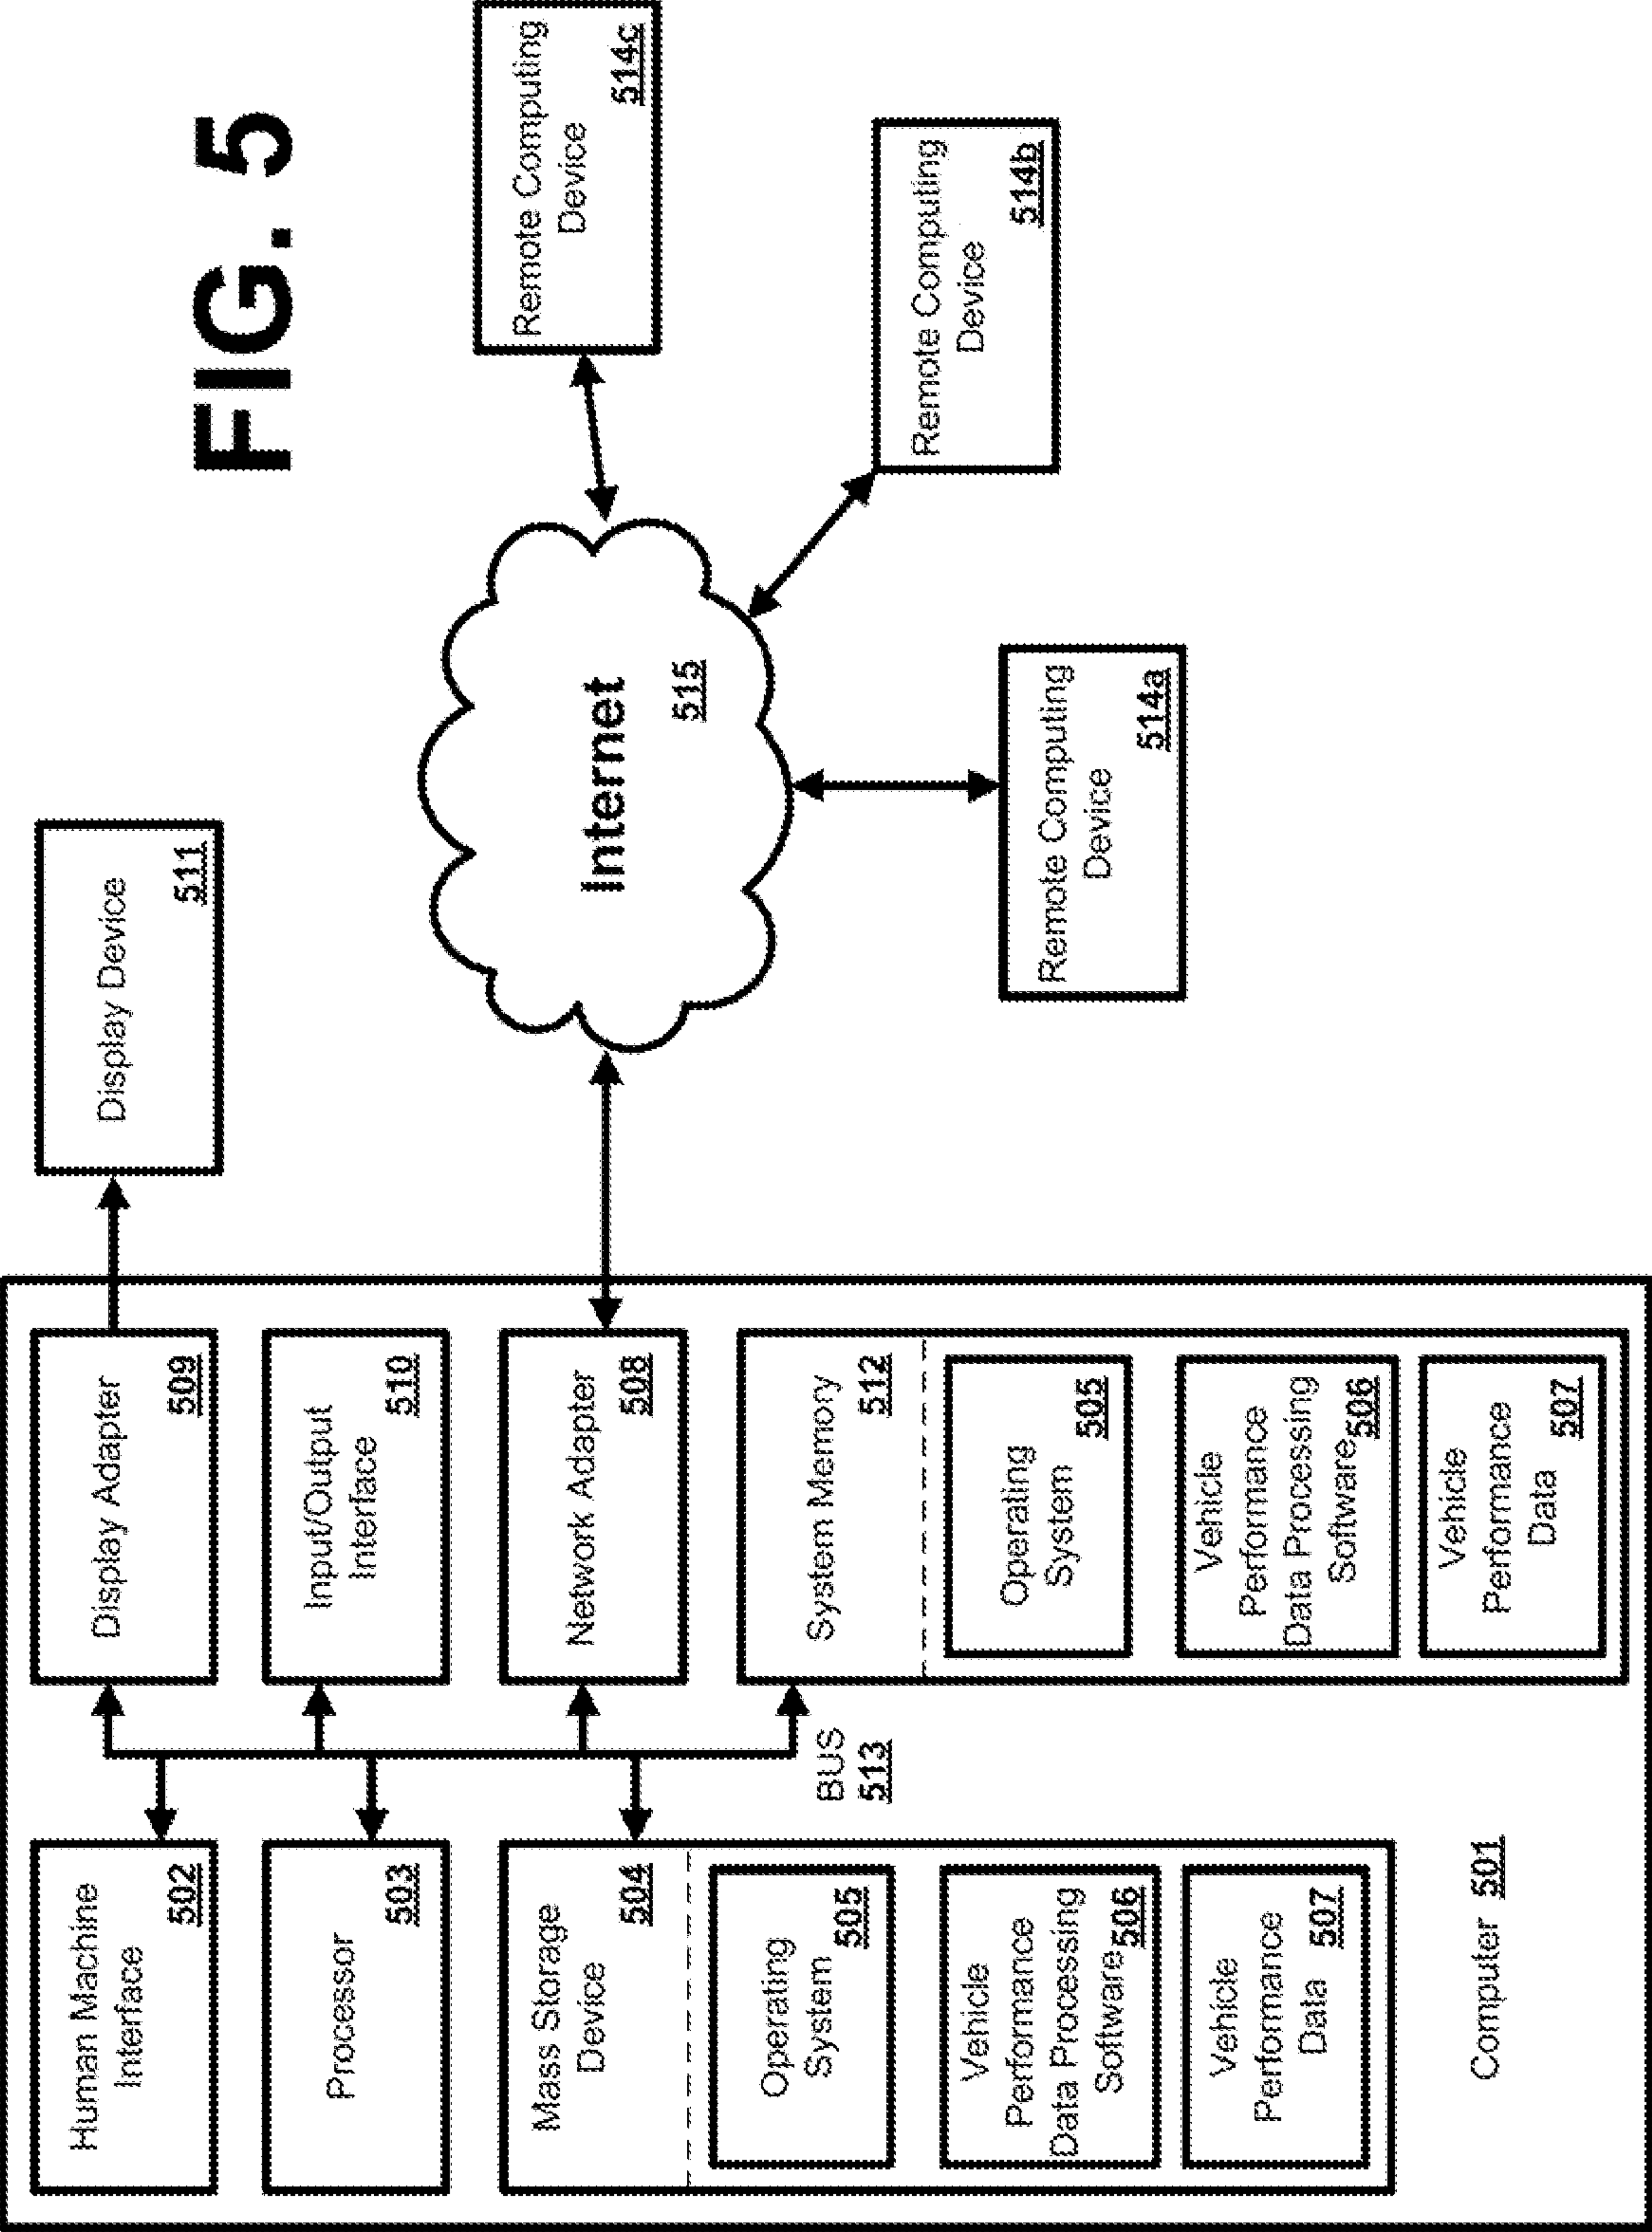 Human Machine
Interface
502
Processor
503
Mass Storage
Device
504
Operating
System
505
Vehicle
Performance
Data Processing
Software
506
Vehicle
Performance
Data
507
Computer 501
BUS
513
Display Adapter
509
Input/Output
Interface
510
Network Adapter
508
System Memory
512
Operating
System
505
Vehicle
Performance
Data Processing
Software
506
Vehicle
Performance
Data
507
Display Device
511
Internet
515
Remote Computing
Device
514a
Remote Computing
Device
514b
Remote Computing
Device
514c
FIG. 5